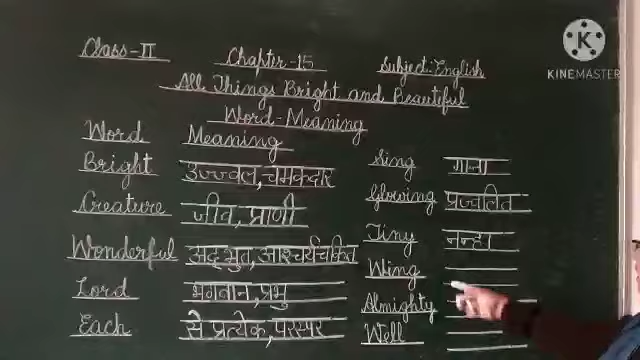 Class-II Chapter-15 Subject:English
All Things Bright and Beauteful
Word-Meaning
Word Meaning
Bright उज्ज्वल,चमकदार
Creature जीव,प्राणी
Wonderful अद्भुत,आश्चर्यचकित
Lord भगवान,प्रभु
Each से प्रत्येक,परस्पर
Sing गाना
Glowing प्रज्वलित
Tiny नन्हा
Wing
Almighty
Well
K
KINEMASTER